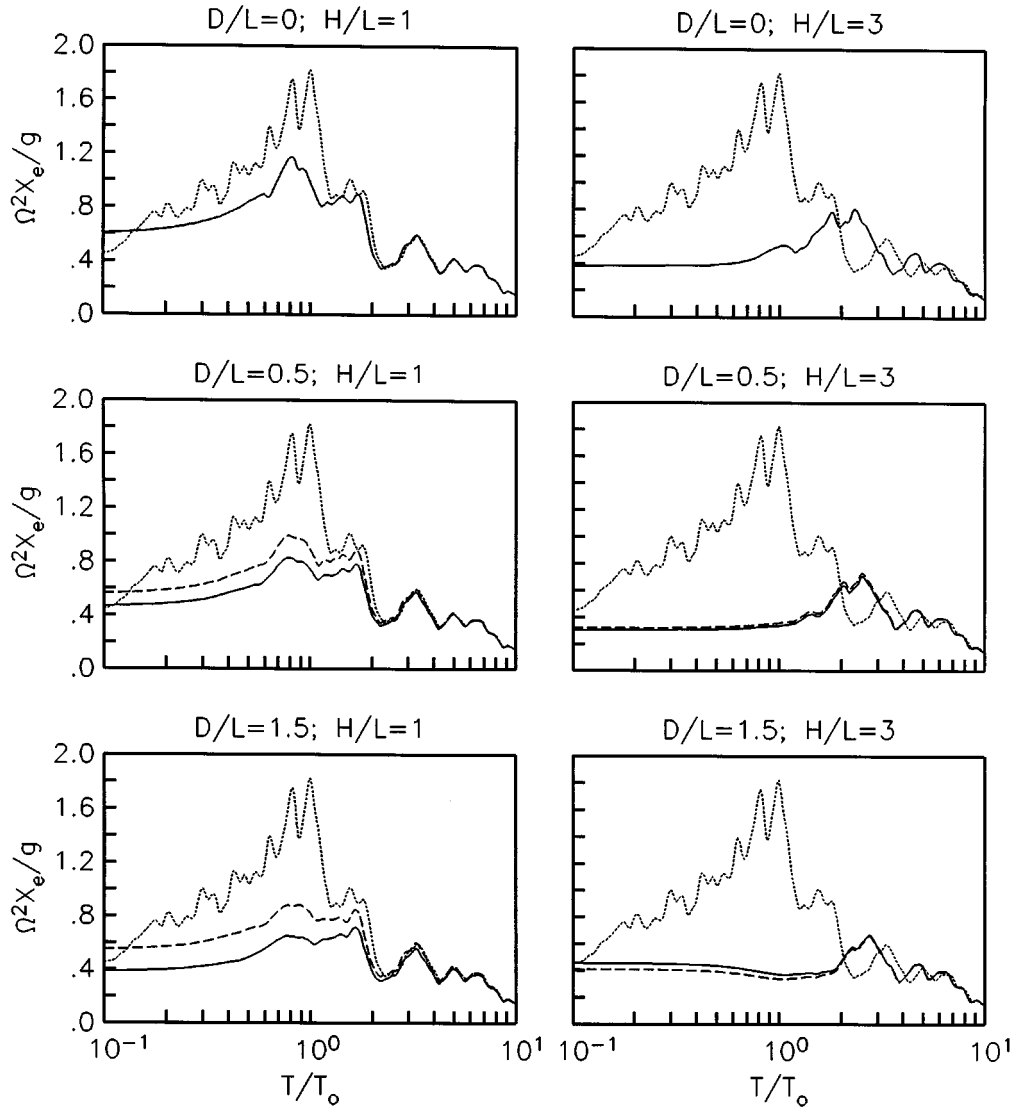 D/L=0; H/L=1
D/L=0; H/L=3
2.0
1.6
1.2
.8
.4
.0
Ω²Xₑ/g
D/L=0.5; H/L=1
D/L=0.5; H/L=3
2.0
1.6
1.2
.8
.4
.0
Ω²Xₑ/g
D/L=1.5; H/L=1
D/L=1.5; H/L=3
2.0
1.6
1.2
.8
.4
.0
Ω²Xₑ/g
10⁻¹ 10⁰ 10¹
10⁻¹ 10⁰ 10¹
T/Tₒ
T/Tₒ